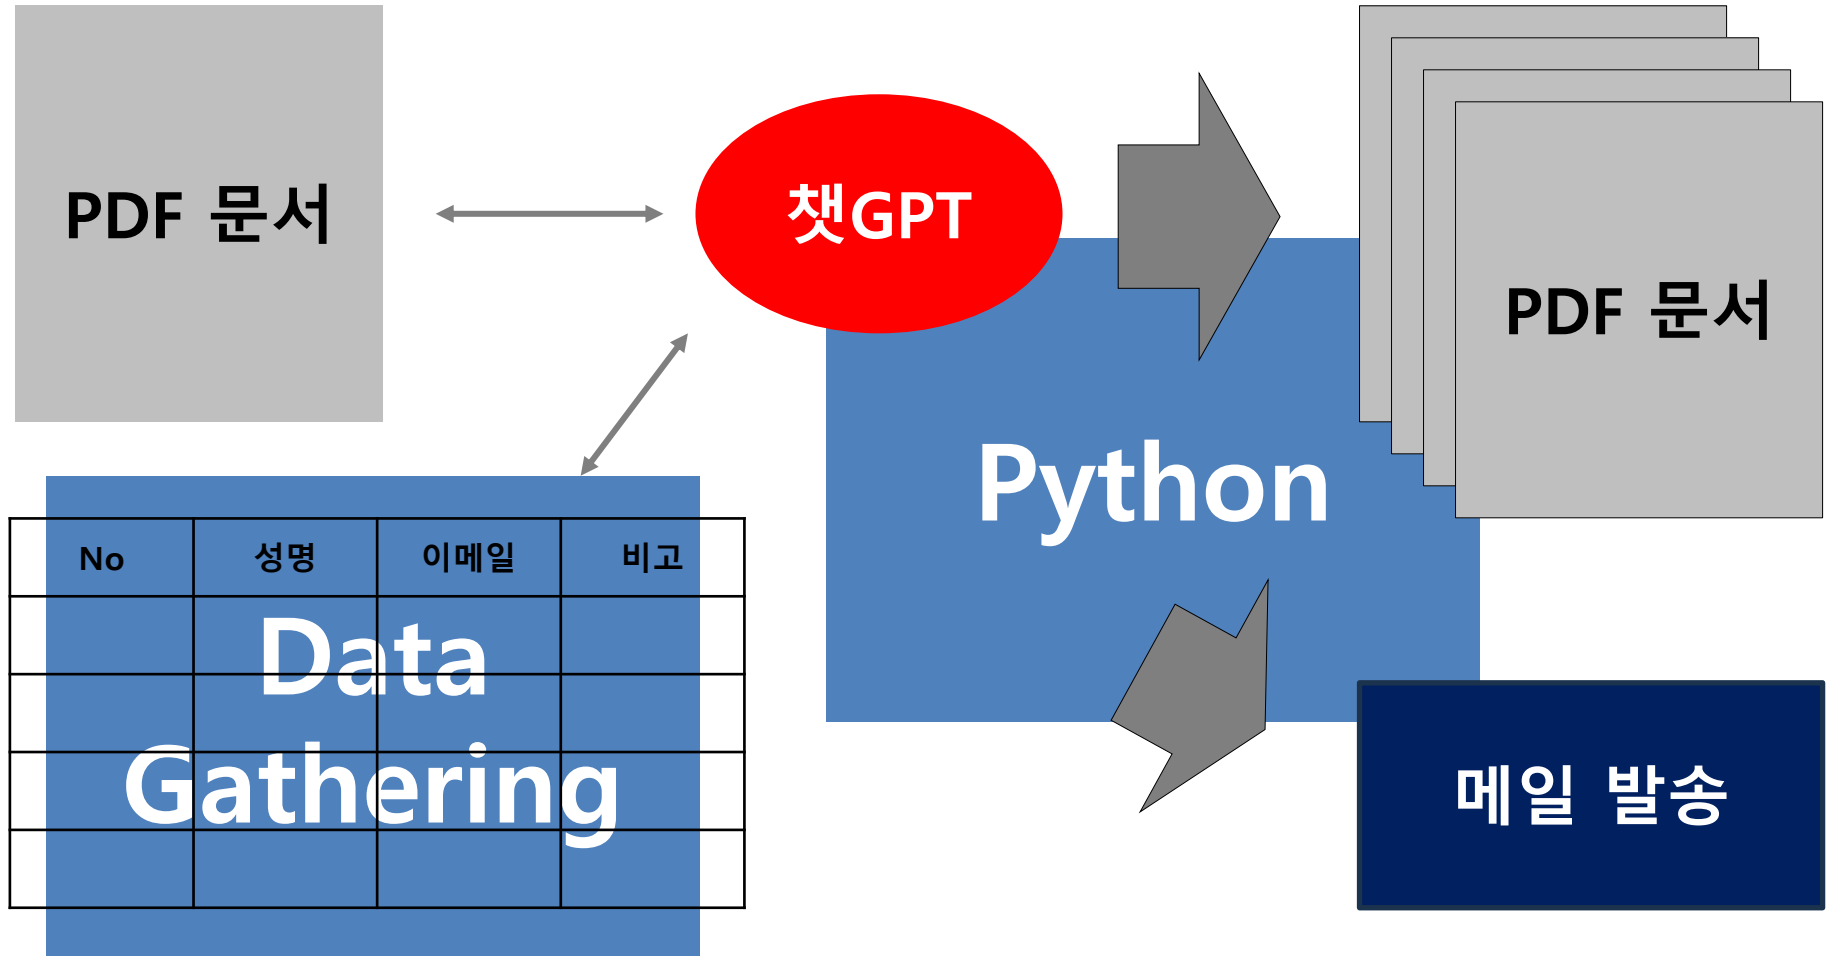 PDF 문서
챗GPT
PDF 문서
Python
No 성명 이메일 비고
Data
Gathering
메일 발송